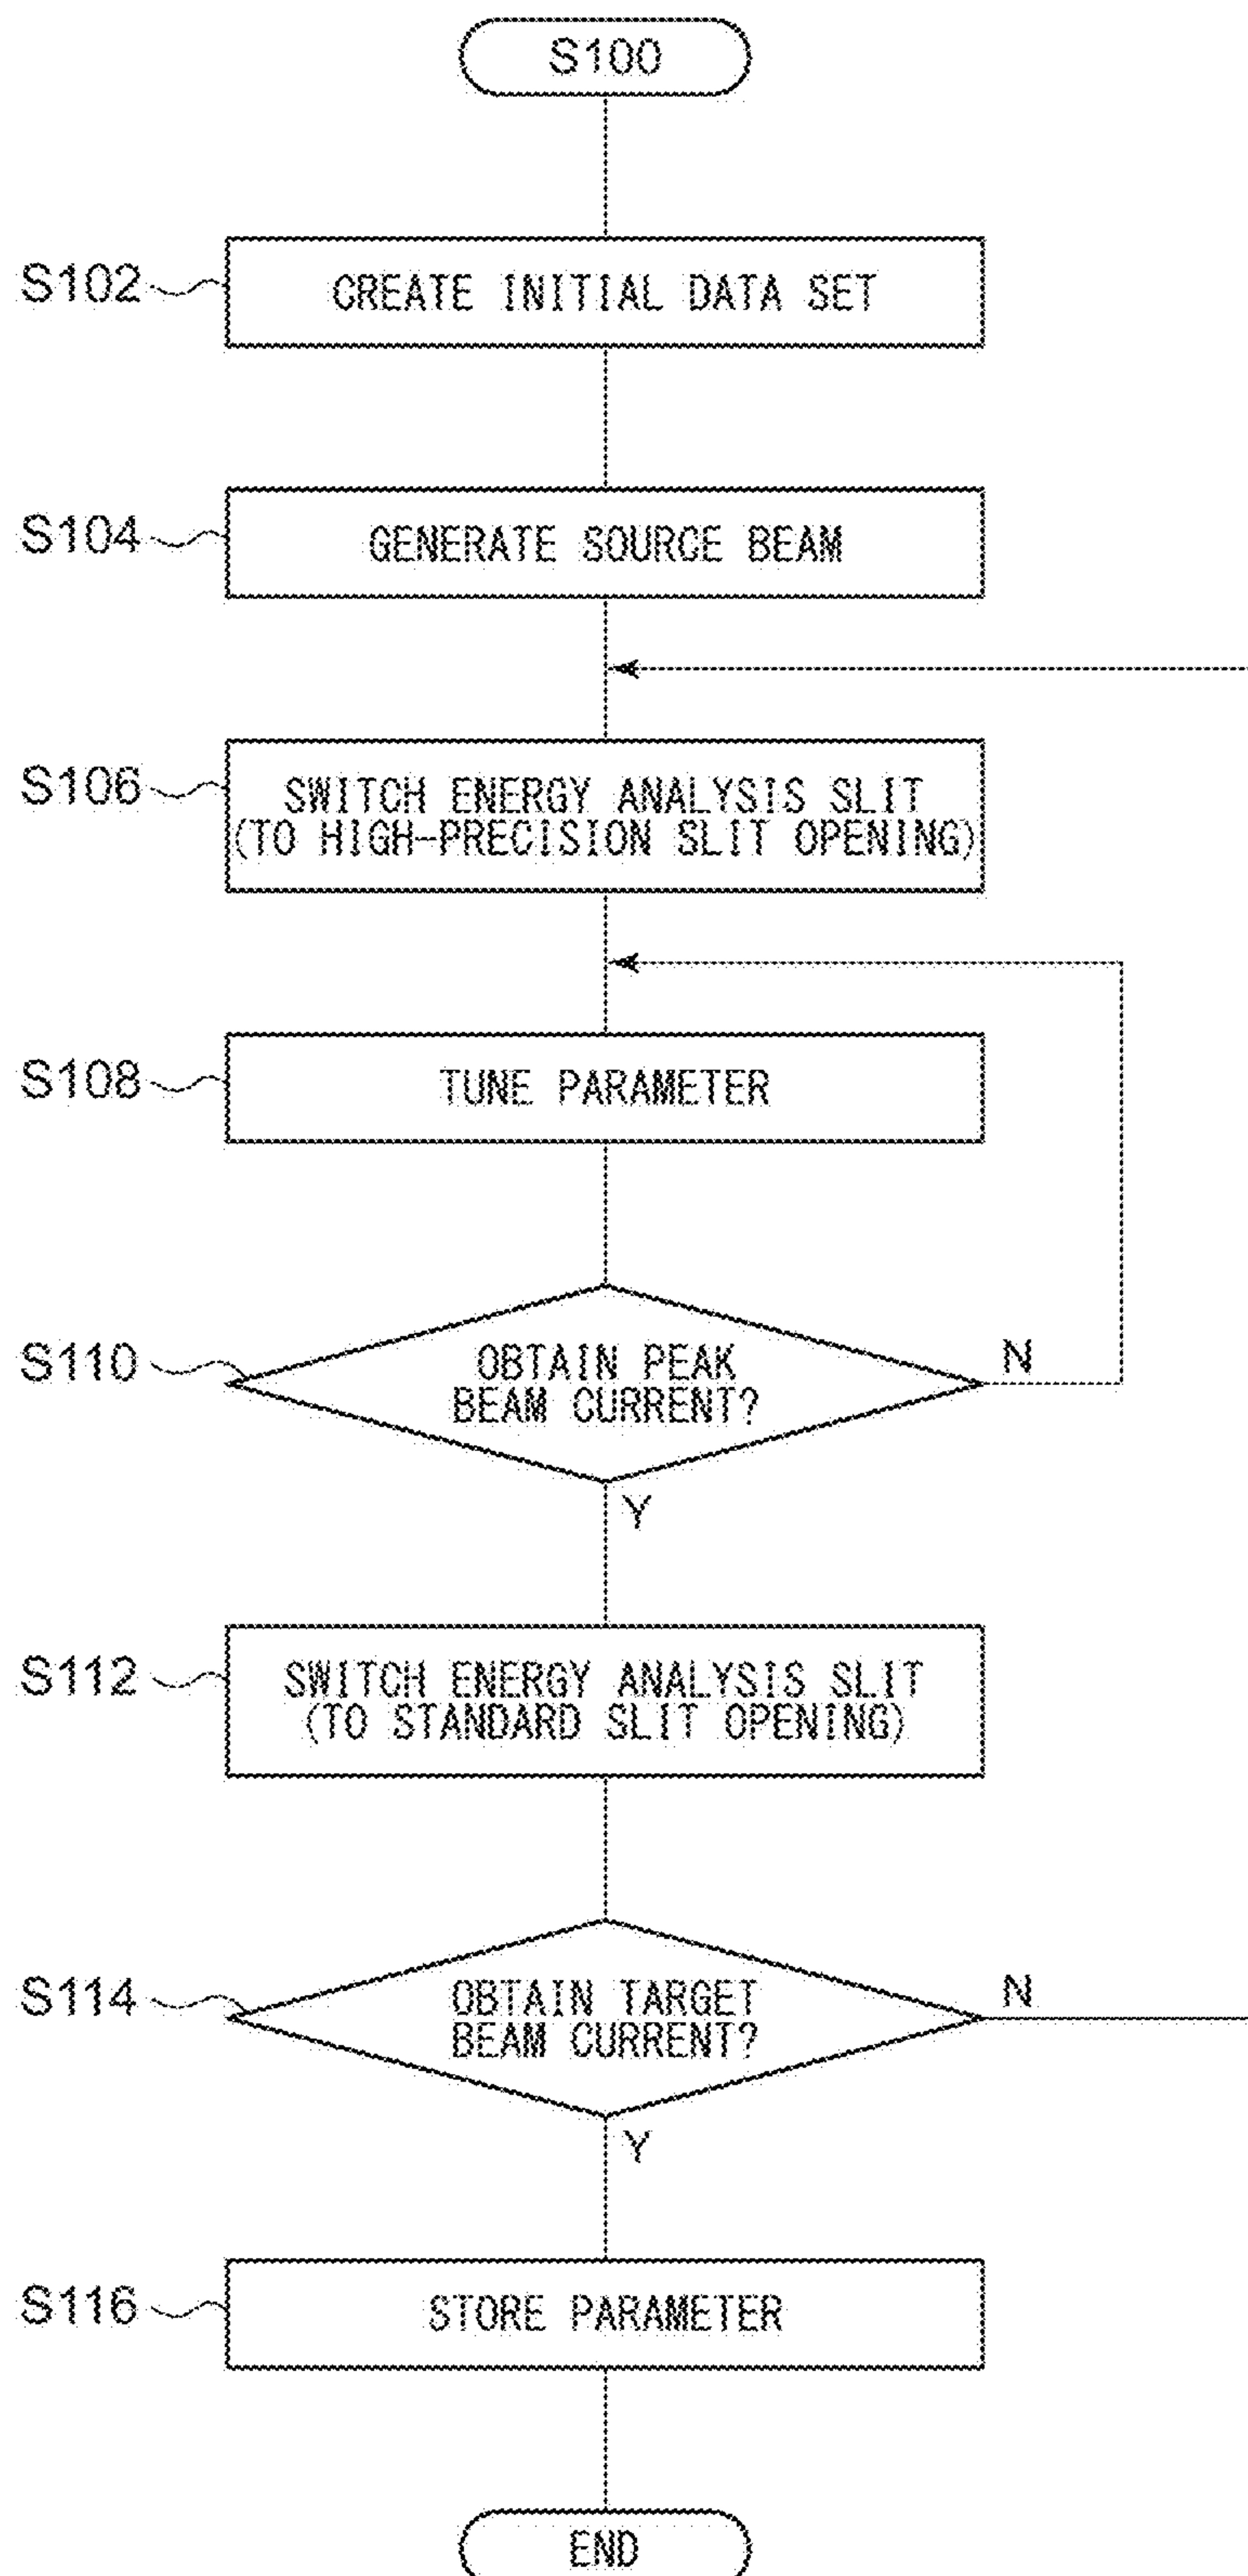 S100
S102
CREATE INITIAL DATA SET
S104
GENERATE SOURCE BEAM
S106
SWITCH ENERGY ANALYSIS SLIT
(TO HIGH-PRECISION SLIT OPENING)
S108
TUNE PARAMETER
S110
OBTAIN PEAK
BEAM CURRENT?
N
Y
S112
SWITCH ENERGY ANALYSIS SLIT
(TO STANDARD SLIT OPENING)
S114
OBTAIN TARGET
BEAM CURRENT?
N
Y
S116
STORE PARAMETER
END